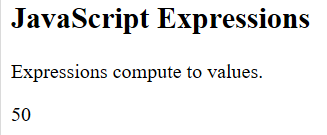 JavaScript Expressions
Expressions compute to values.
50